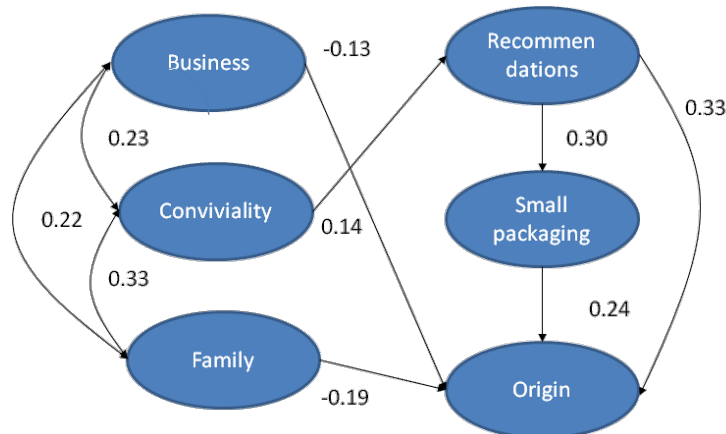 Business
-0.13
Recommen
dations
0.33
0.23
0.30
Conviviality
Small
packaging
0.22
0.14
0.33
0.24
Family
Origin
-0.19